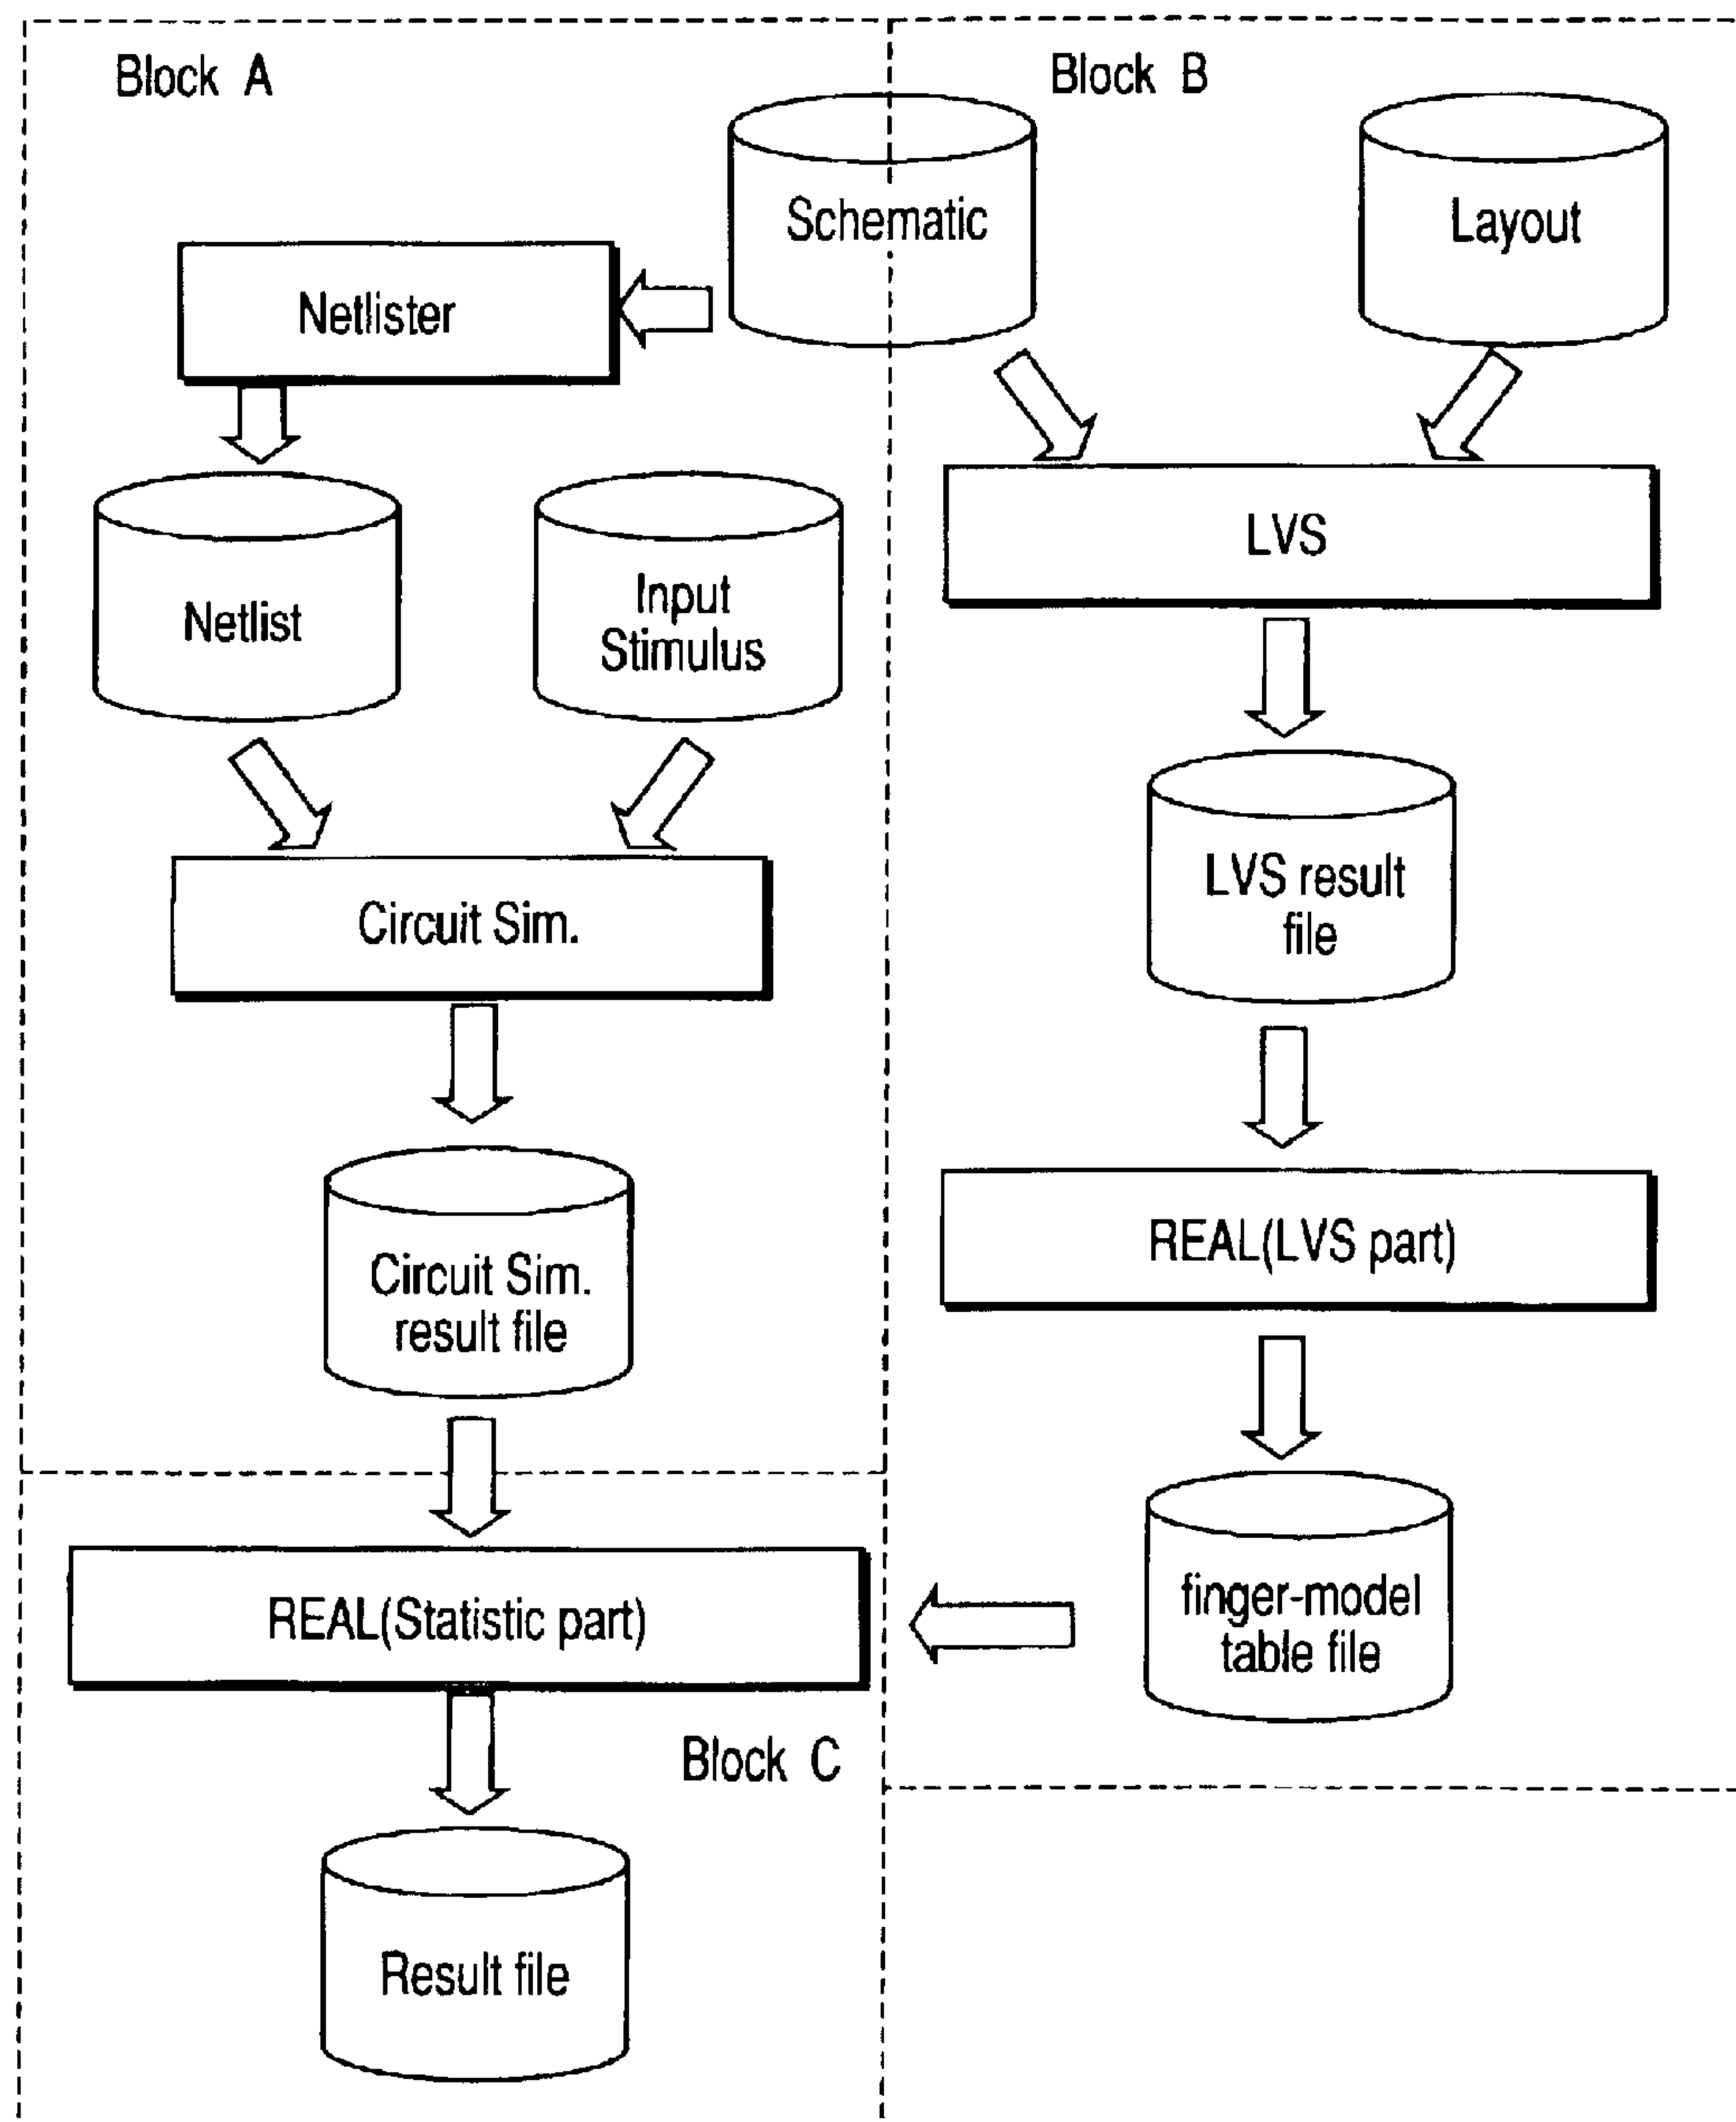 Block A
Block B
Schematic
Layout
Netlister
LVS
Netlist
Input
Stimulus
LVS result
file
Circuit Sim.
REAL(LVS part)
Circuit Sim.
result file
finger-model
table file
REAL(Statistic part)
Block C
Result file